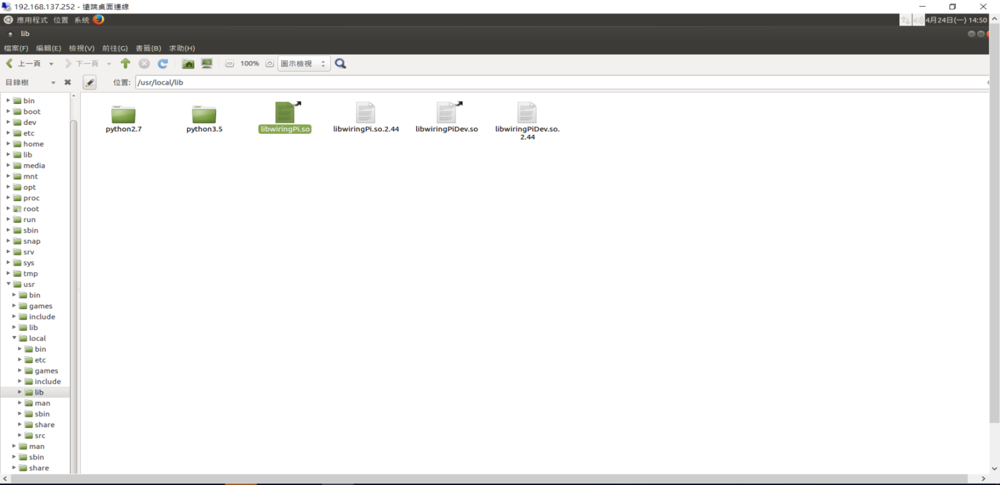 192.168.137.252 - 遠端桌面連線
應用程式 位置 系統
4月24日(一) 14:50
lib
檔案(F) 編輯(E) 檢視(V) 前往(G) 書籤(B) 求助(H)
上一頁 下一頁 100% 圖示檢視
目錄樹 位置: /usr/local/lib
bin
boot
dev
etc
home
lib
media
mnt
opt
proc
root
run
sbin
snap
srv
sys
tmp
usr
bin
games
include
lib
local
bin
etc
games
include
lib
man
sbin
share
src
man
sbin
share
python2.7
python3.5
libwiringPi.so
libwiringPi.so.2.44
libwiringPiDev.so
libwiringPiDev.so.
2.44